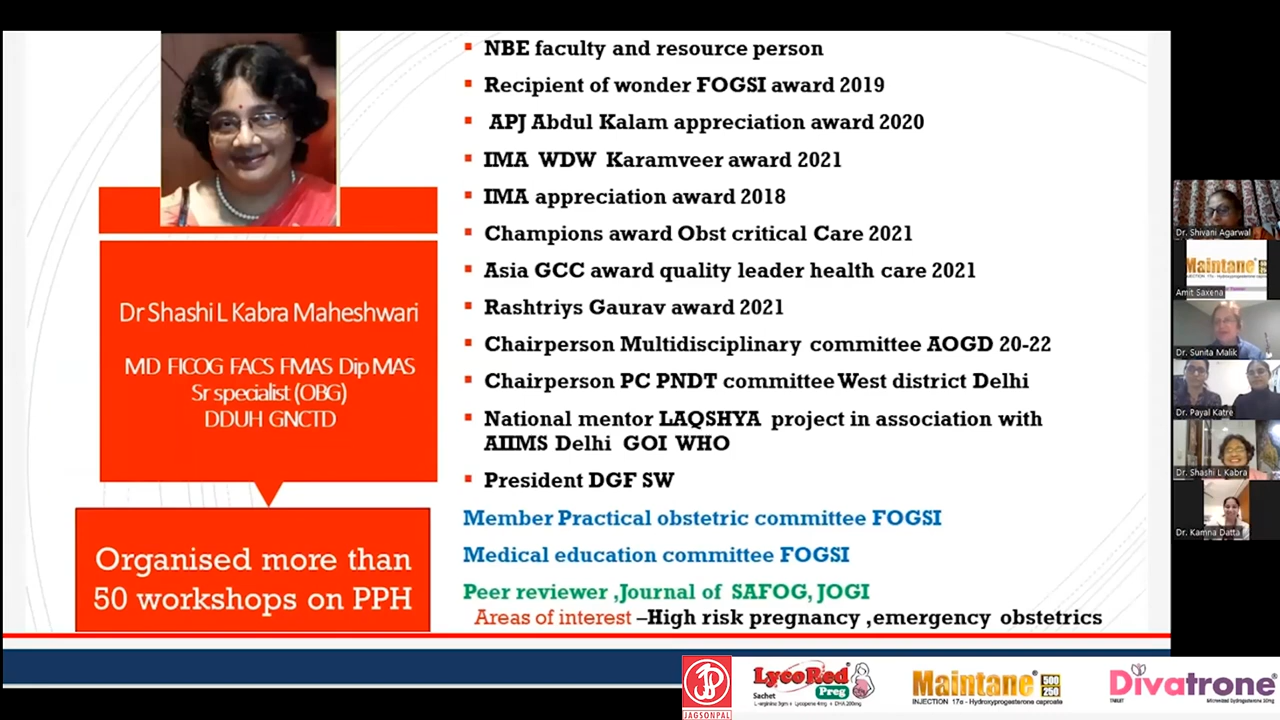 NBE faculty and resource person
Recipient of wonder FOGSI award 2019
APJ Abdul Kalam appreciation award 2020
IMA WDW Karamveer award 2021
IMA appreciation award 2018
Champions award Obst critical Care 2021
Asia GCC award quality leader health care 2021
Rashtriys Gaurav award 2021
Chairperson Multidisciplinary committee AOGD 20-22
Chairperson PC PNDT committee West district Delhi
National mentor LAQSHYA project in association with
AIIMS Delhi GOI WHO
President DGF SW
Member Practical obstetric committee FOGSI
Medical education committee FOGSI
Peer reviewer ,Journal of SAFOG, JOGI
Areas of interest –High risk pregnancy ,emergency obstetrics
Dr Shashi L Kabra Maheshwari
MD FICOG FACS FMAS Dip MAS
Sr specialist (OBG)
DDUH GNCTD
Organised more than
50 workshops on PPH
Dr. Shivani Agarwal
Maintane
Amit Saxena
Dr. Sunita Malik
Dr. Payal Katre
Dr. Shashi L Kabra
Dr. Kamna Datta
JAGSONPAL
LycoRed
Preg
Sachet
L-arginine 3gm + Lycopene 4mg + DHA 200mg
Maintane 500
250
INJECTION 17α - Hydroxyprogesterone caproate
Divatrone
TABLET